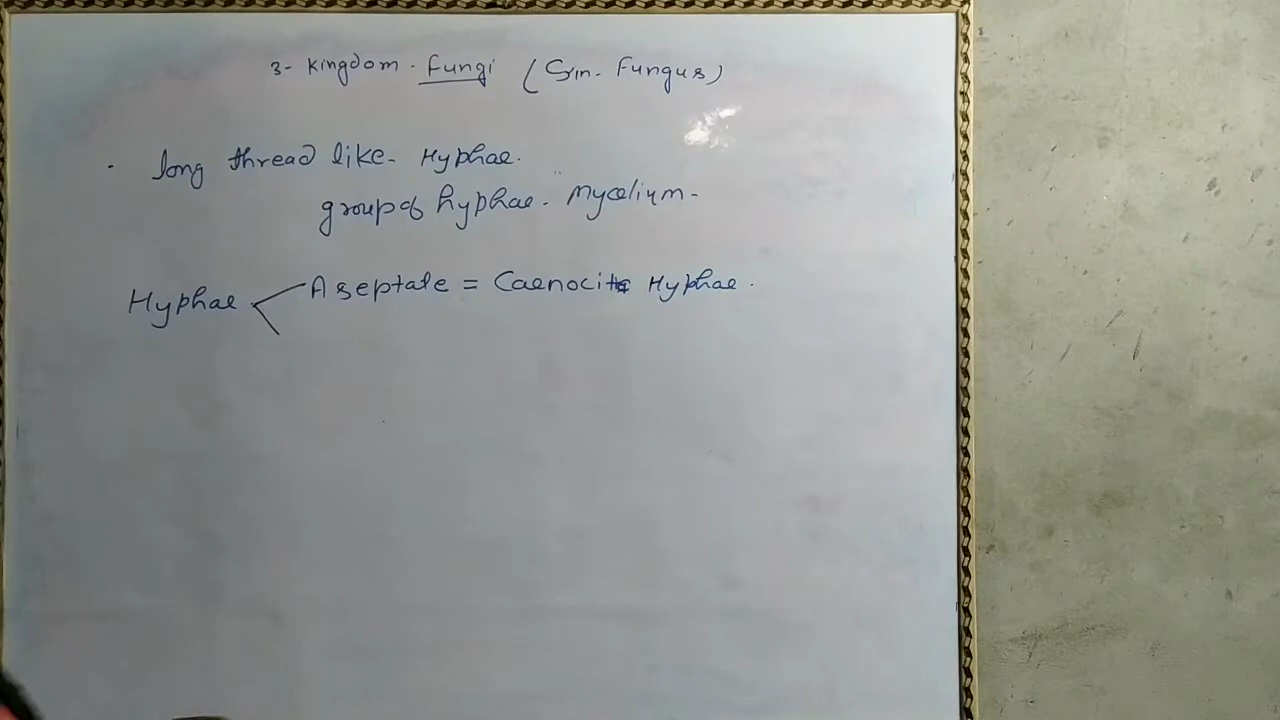 3- Kingdom - Fungi (Sin. Fungus)
• long thread like- Hyphae.
group of hyphae - Mycelium -
Hyphae < Aseptate = Caenocite Hyphae.